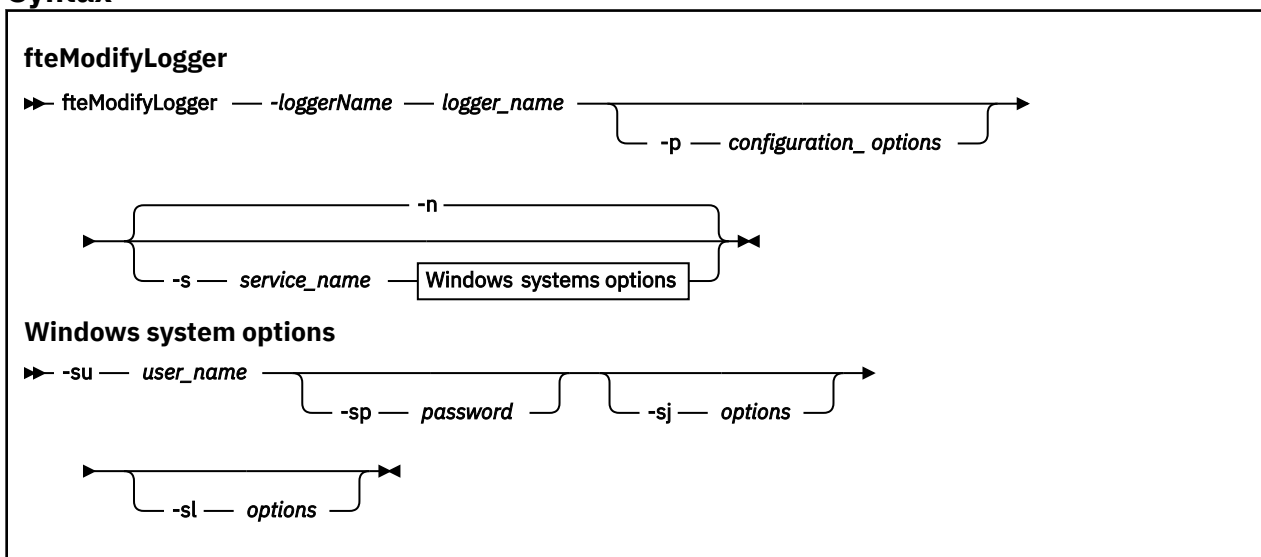 Syntax
fteModifyLogger
fteModifyLogger -loggerName logger_name
-p configuration_ options
-n
-s service_name Windows systems options
Windows system options
-su user_name
-sp password -sj options
-sl options